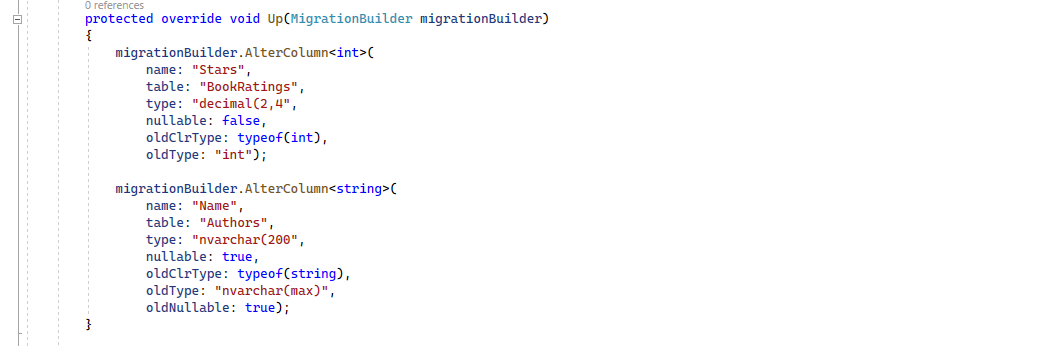 0 references
protected override void Up(MigrationBuilder migrationBuilder)
{
migrationBuilder.AlterColumn<int>(
name: "Stars",
table: "BookRatings",
type: "decimal(2,4",
nullable: false,
oldClrType: typeof(int),
oldType: "int");
migrationBuilder.AlterColumn<string>(
name: "Name",
table: "Authors",
type: "nvarchar(200",
nullable: true,
oldClrType: typeof(string),
oldType: "nvarchar(max)",
oldNullable: true);
}